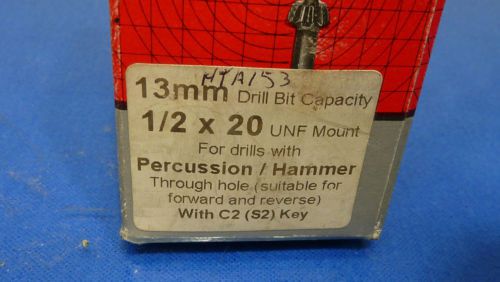 HTA153
13mm Drill Bit Capacity
1/2 x 20 UNF Mount
For drills with
Percussion / Hammer
Through hole (suitable for
forward and reverse)
With C2 (S2) Key